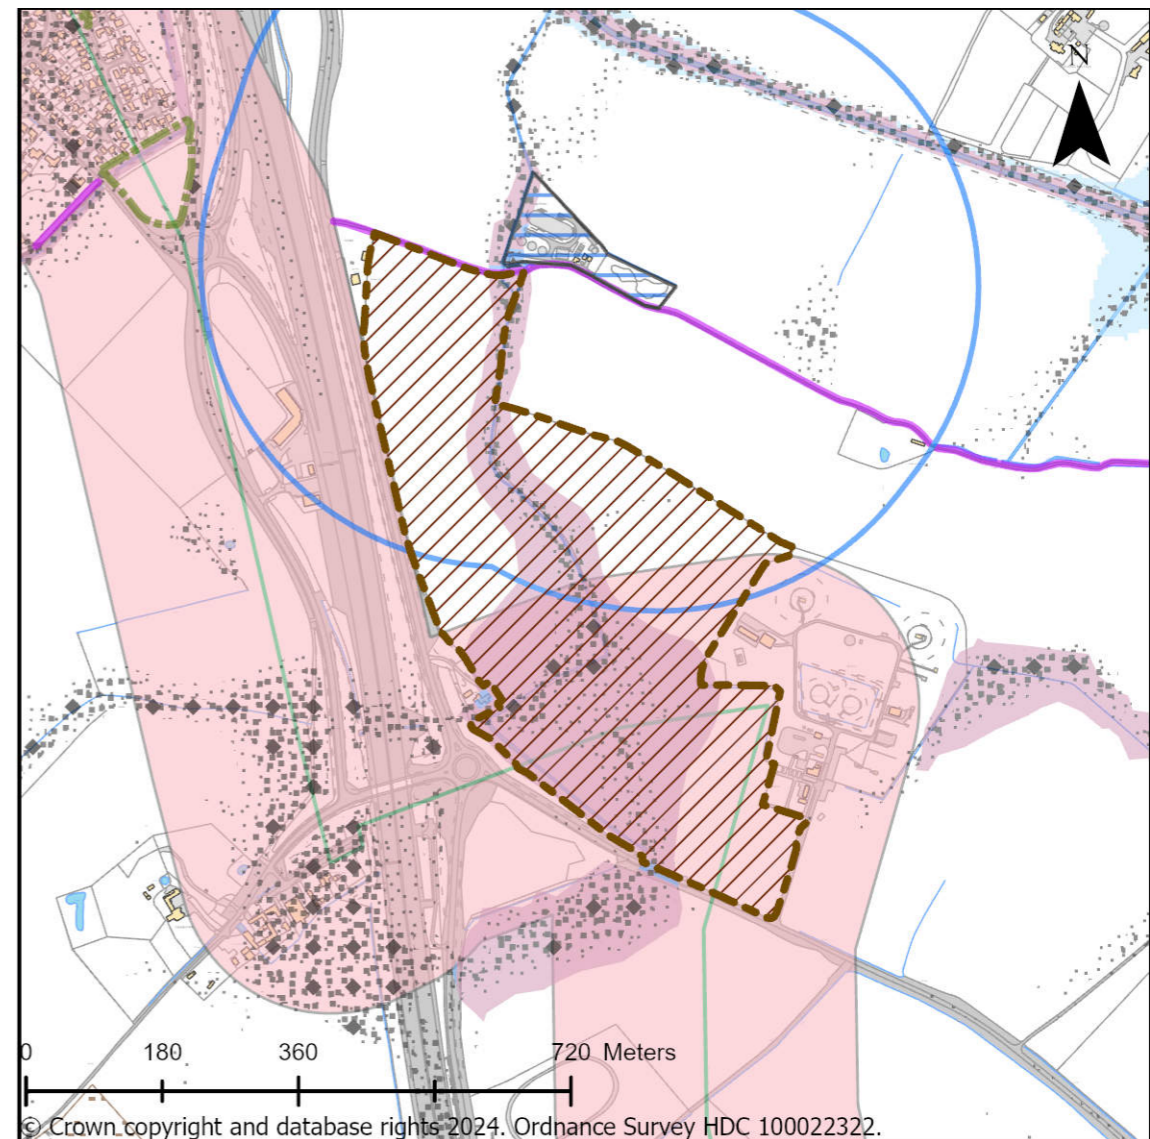 N
0 180 360 720 Meters
© Crown copyright and database rights 2024. Ordnance Survey HDC 100022322.